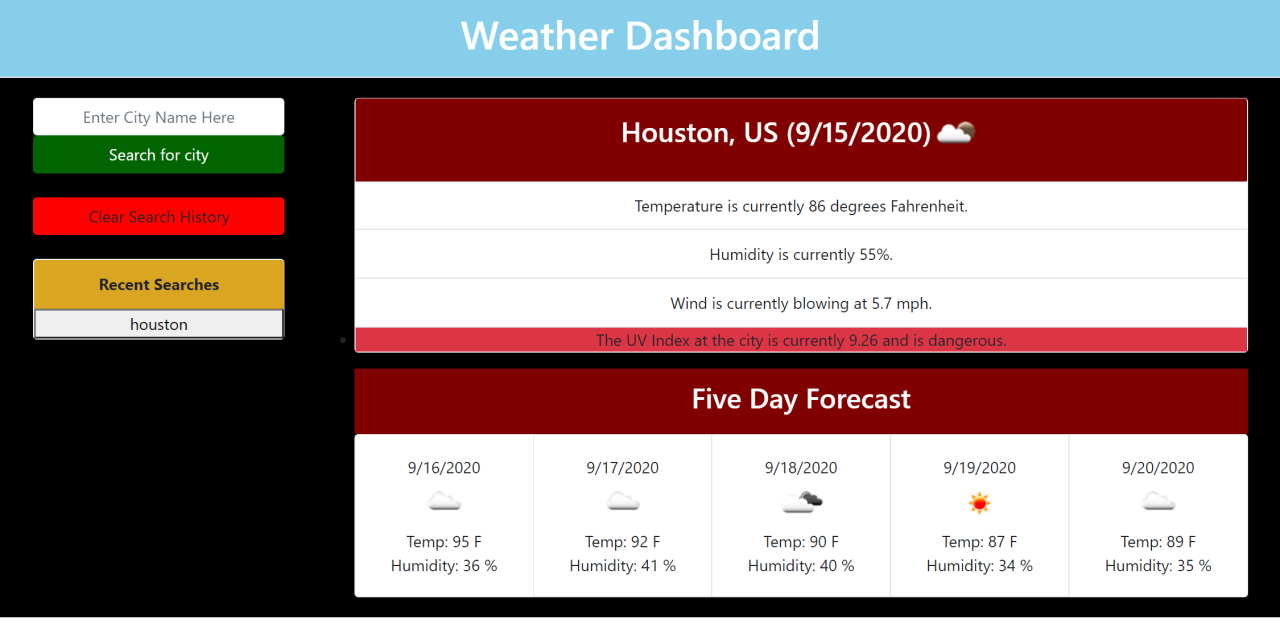 Weather Dashboard
Enter City Name Here
Search for city
Clear Search History
Recent Searches
houston
Houston, US (9/15/2020)
Temperature is currently 86 degrees Fahrenheit.
Humidity is currently 55%.
Wind is currently blowing at 5.7 mph.
The UV Index at the city is currently 9.26 and is dangerous.
Five Day Forecast
9/16/2020
Temp: 95 F
Humidity: 36 %
9/17/2020
Temp: 92 F
Humidity: 41 %
9/18/2020
Temp: 90 F
Humidity: 40 %
9/19/2020
Temp: 87 F
Humidity: 34 %
9/20/2020
Temp: 89 F
Humidity: 35 %